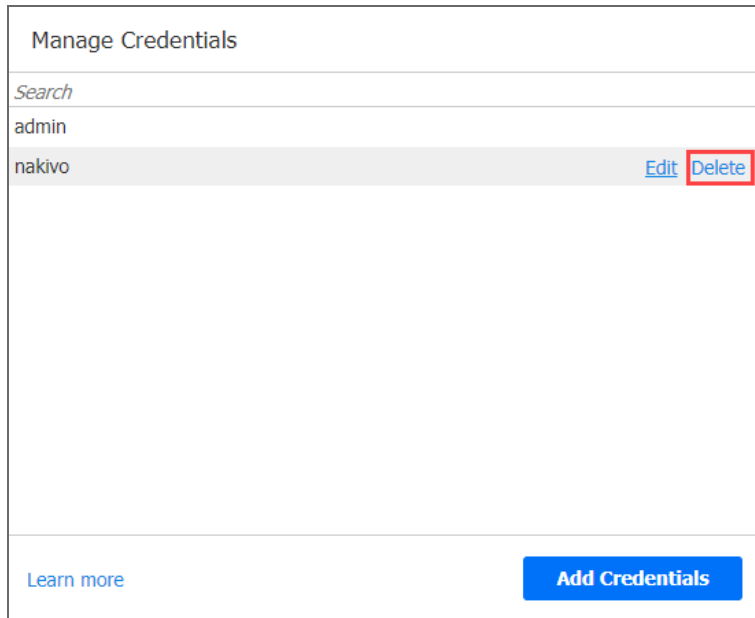 Manage Credentials
Search
admin
nakivo Edit Delete
Learn more Add Credentials